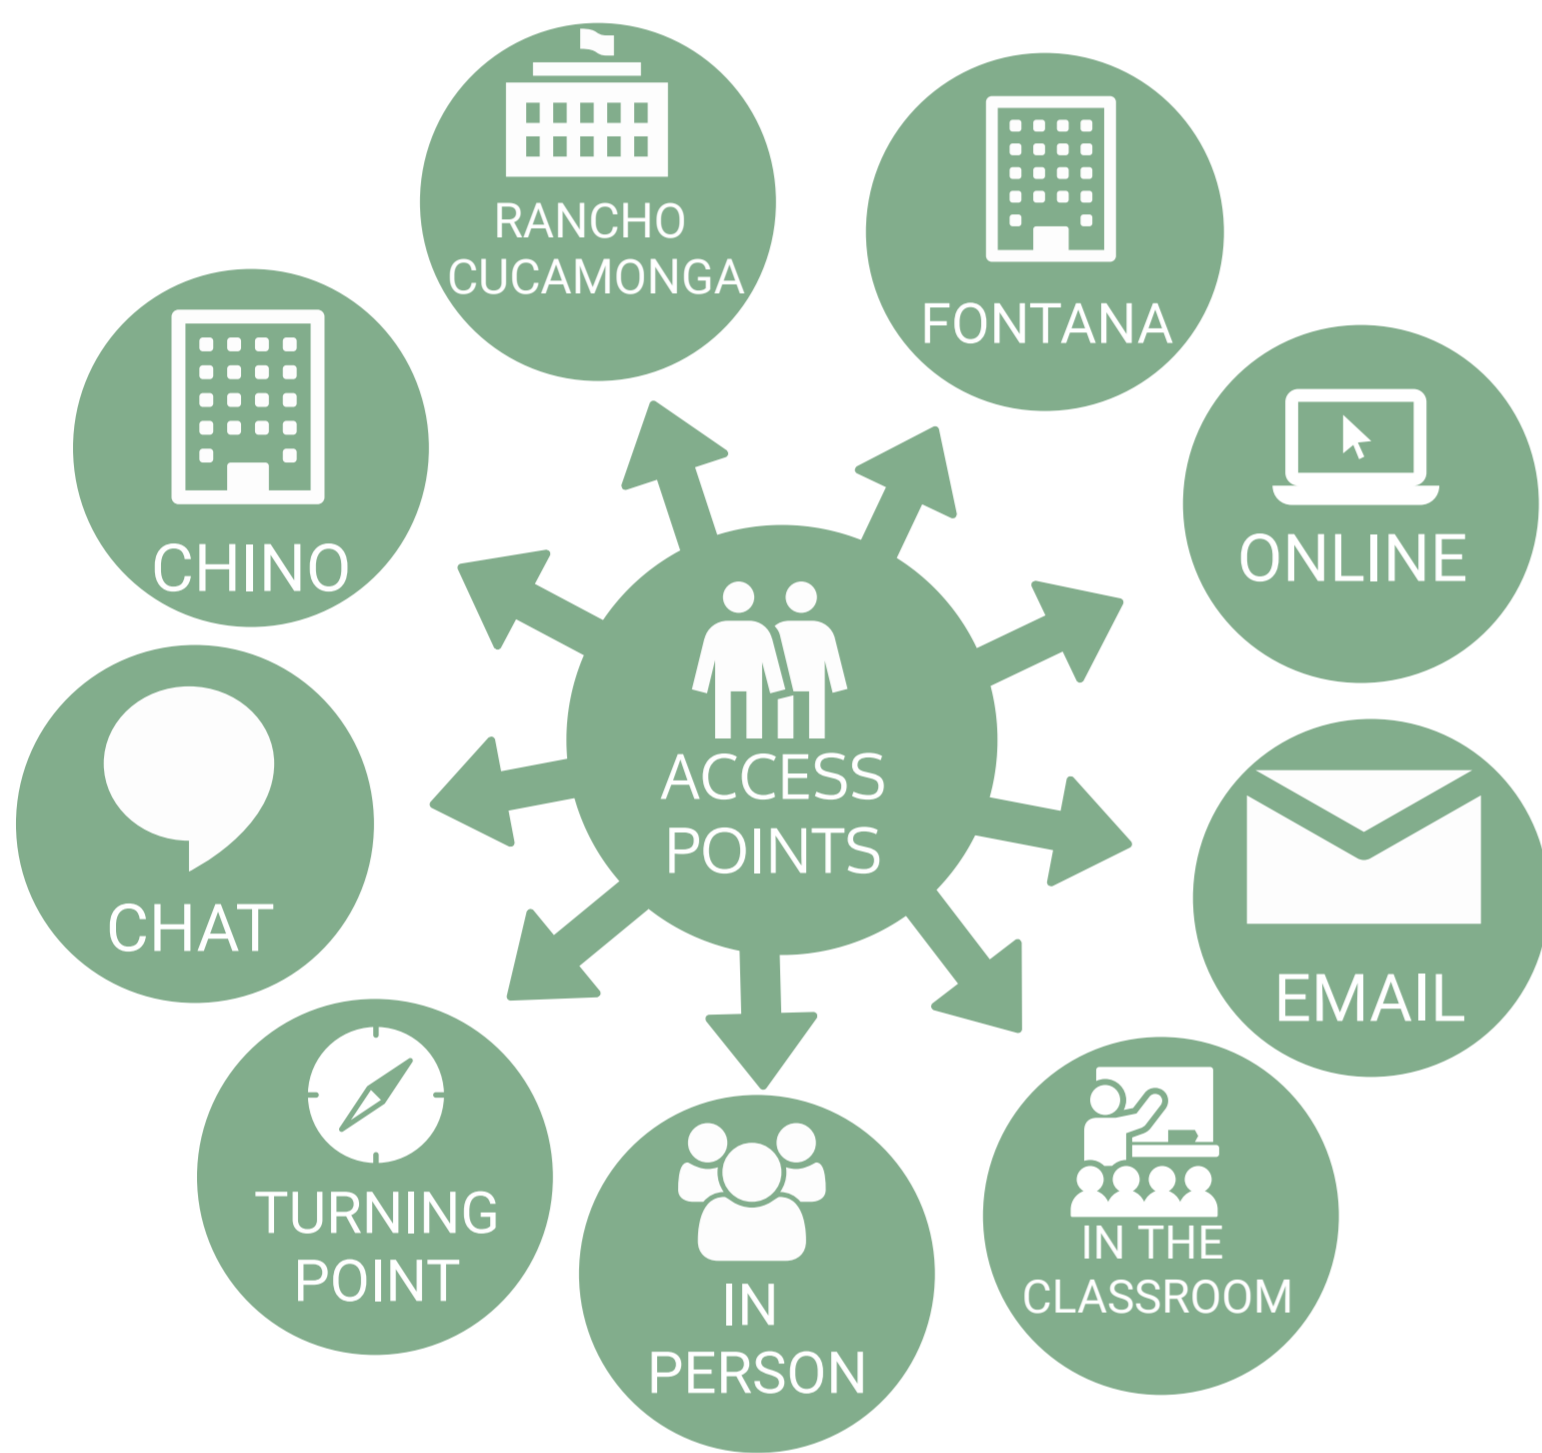 RANCHO
CUCAMONGA
FONTANA
CHINO
ONLINE
ACCESS
POINTS
CHAT
EMAIL
TURNING
POINT
IN THE
CLASSROOM
IN
PERSON